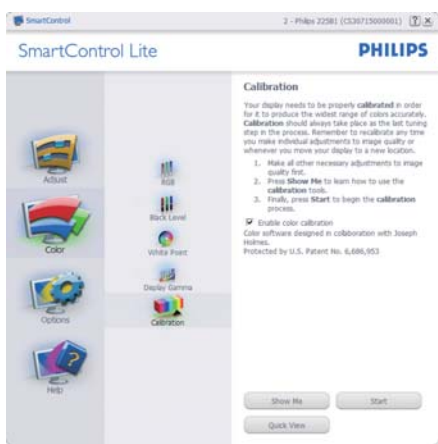 SmartControl
2 - Philips 225B1 (CS30715000001)
SmartControl Lite
PHILIPS
Adjust
Color
Options
Help
RGB
Black Level
White Point
Display Gamma
Calibration
Calibration
Your display needs to be properly calibrated in order
for it to produce the widest range of colors accurately.
Calibration should always take place as the last tuning
step in the process. Remember to recalibrate any time
you make individual adjustments to image quality or
whenever you move your display to a new location.
1. Make all other necessary adjustments to image
quality first.
2. Press Show Me to learn how to use the
calibration tools.
3. Finally, press Start to begin the calibration
process.
Enable color calibration
Color software designed in collaboration with Joseph
Holmes.
Protected by U.S. Patent No. 6,686,953
Show Me
Start
Quick View